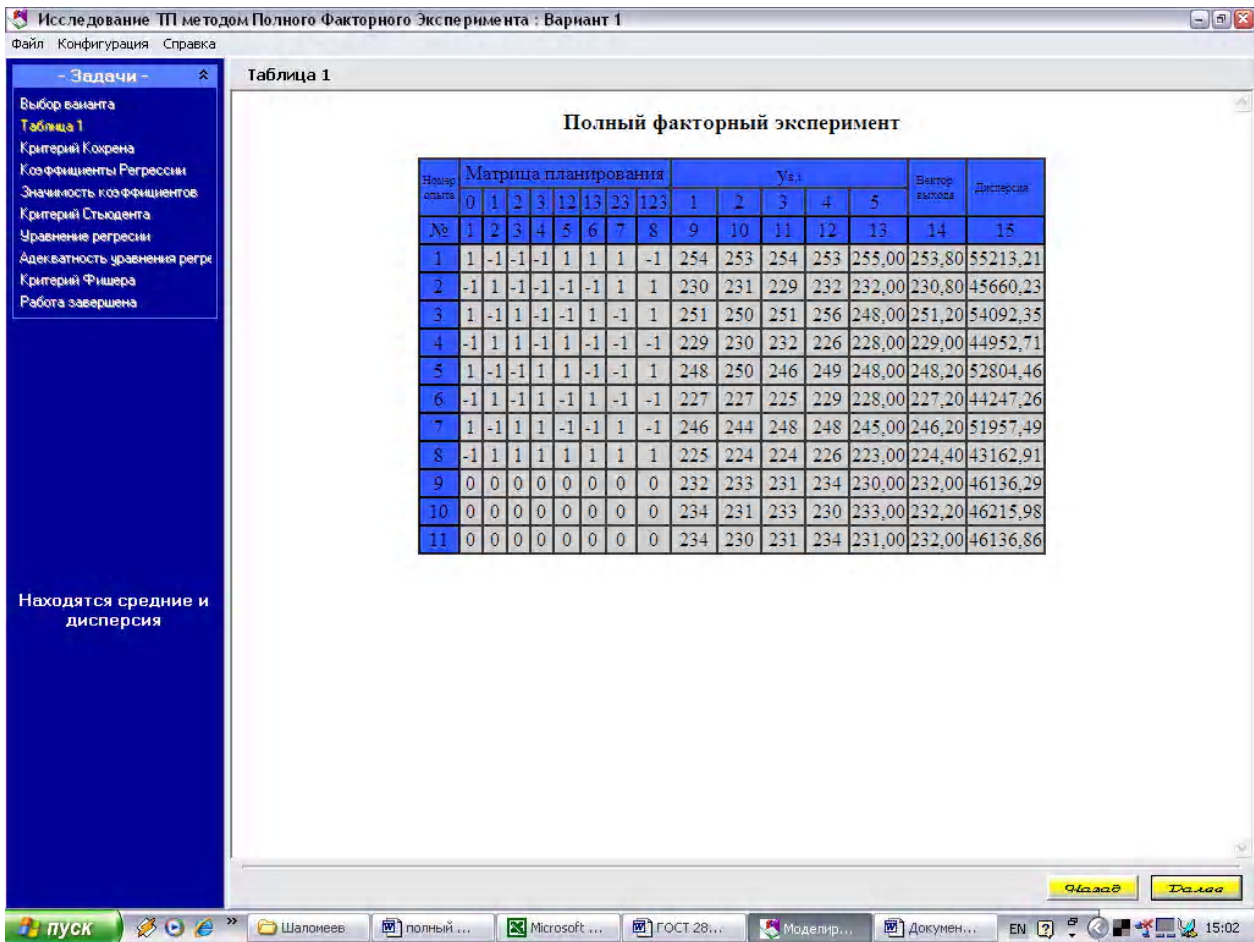 Исследование ТП методом Полного Факторного Эксперимента : Вариант 1
Файл Конфигурация Справка
- Задачи -
Выбор вананта
Таблица 1
Критерий Кохрена
Коэффициенты Регрессии
Значимость коэффициентов
Критерий Стьюдента
Уравнение регресии
Адекватность уравнения регре
Критерий Фишера
Работа завершена
Находятся средние и
дисперсия
Таблица 1
Полный факторный эксперимент
Номер опыта Матрица планирования ys,i Вектор выхода Дисперсия
0 1 2 3 12 13 23 123 1 2 3 4 5
№ 1 2 3 4 5 6 7 8 9 10 11 12 13 14 15
1 1 -1 -1 -1 1 1 1 -1 254 253 254 253 255,00 253,80 55213,21
2 -1 1 -1 -1 -1 -1 1 1 230 231 229 232 232,00 230,80 45660,23
3 1 -1 1 -1 -1 1 -1 1 251 250 251 256 248,00 251,20 54092,35
4 -1 1 1 -1 1 -1 -1 -1 229 230 232 226 228,00 229,00 44952,71
5 1 -1 -1 1 1 -1 -1 1 248 250 246 249 248,00 248,20 52804,46
6 -1 1 -1 1 -1 1 -1 -1 227 227 225 229 228,00 227,20 44247,26
7 1 -1 1 1 -1 -1 1 -1 246 244 248 248 245,00 246,20 51957,49
8 -1 1 1 1 1 1 1 1 225 224 224 226 223,00 224,40 43162,91
9 0 0 0 0 0 0 0 0 232 233 231 234 230,00 232,00 46136,29
10 0 0 0 0 0 0 0 0 234 231 233 230 233,00 232,20 46215,98
11 0 0 0 0 0 0 0 0 234 230 231 234 231,00 232,00 46136,86
Назад Далее
пуск » Шаломеев полный ... Microsoft ... ГОСТ 28... Моделир... Докумен... EN 15:02